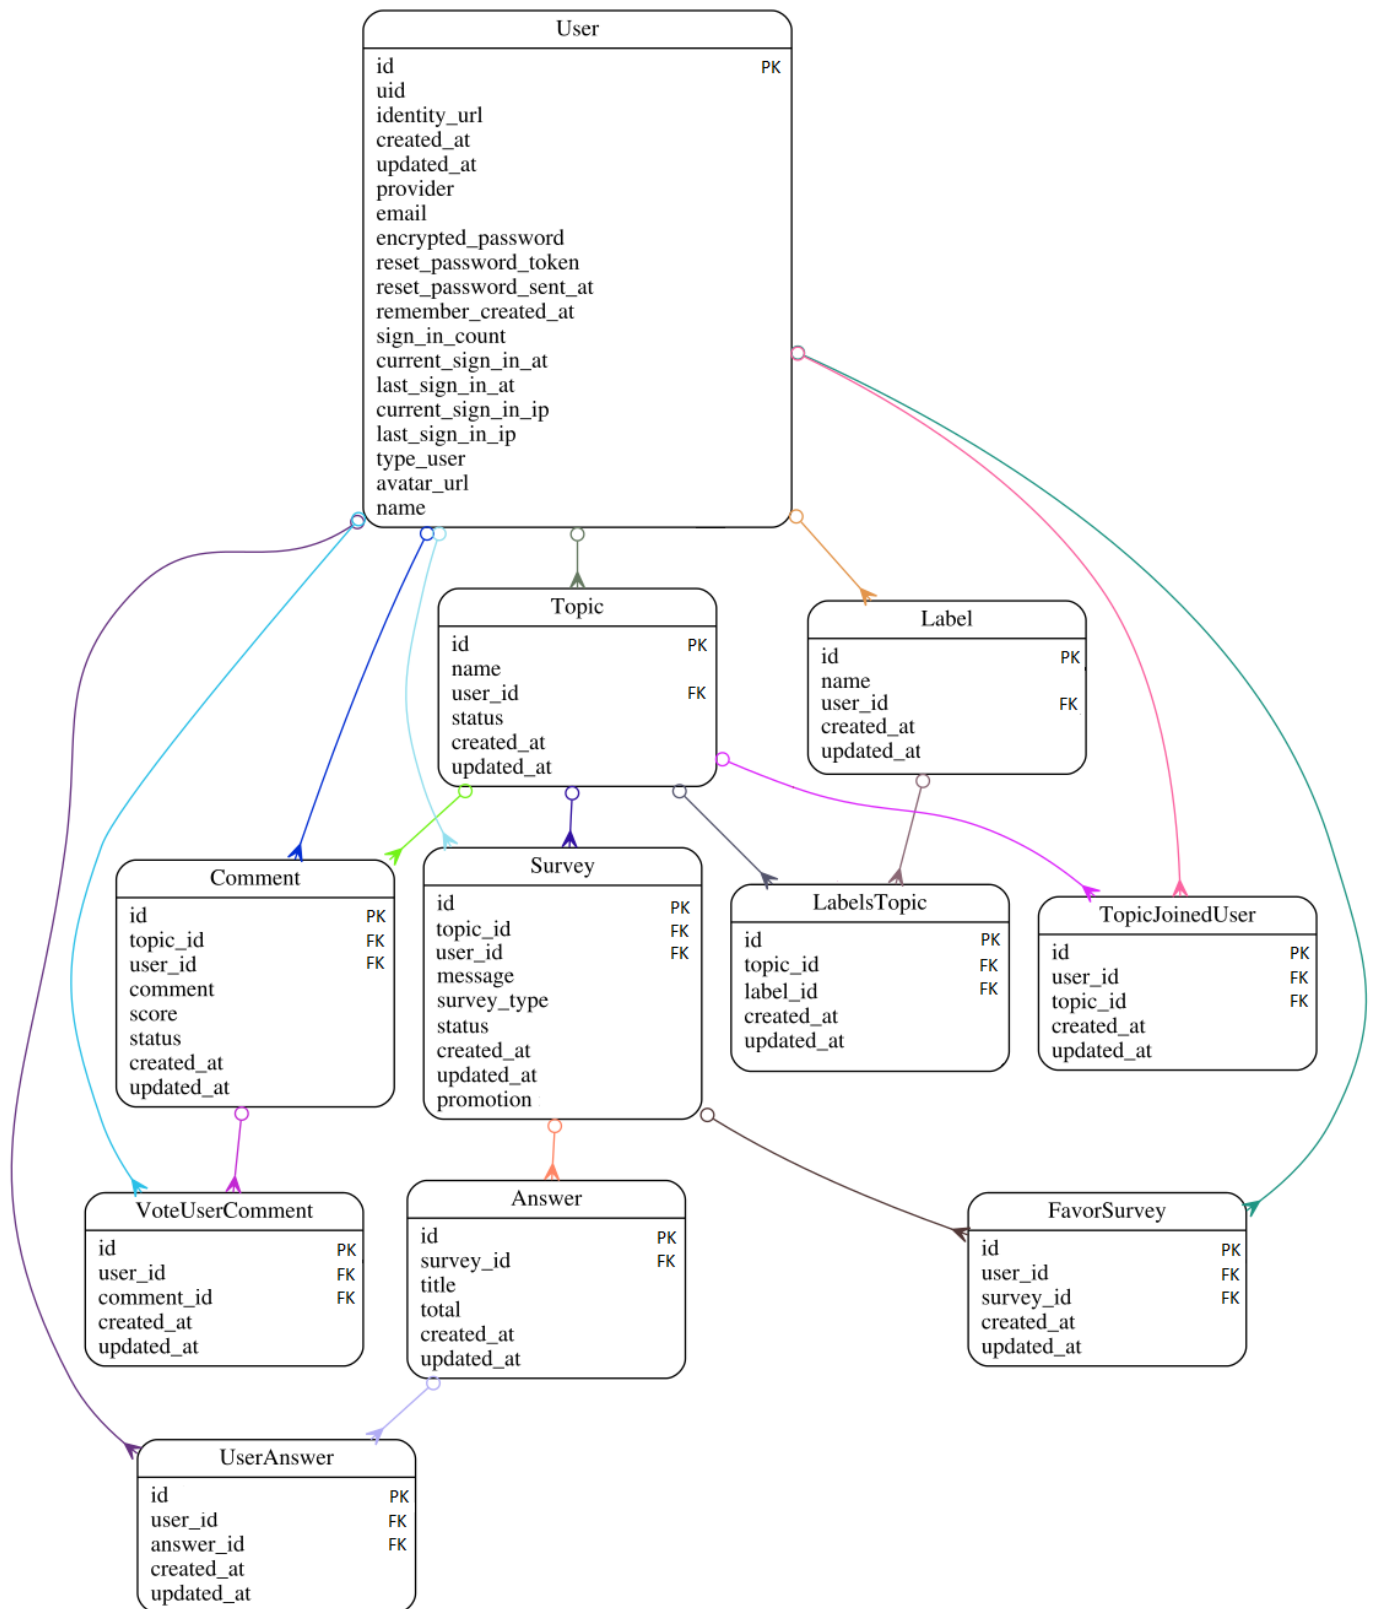 User
id PK
uid
identity_url
created_at
updated_at
provider
email
encrypted_password
reset_password_token
reset_password_sent_at
remember_created_at
sign_in_count
current_sign_in_at
last_sign_in_at
current_sign_in_ip
last_sign_in_ip
type_user
avatar_url
name
Topic
id PK
name
user_id FK
status
created_at
updated_at
Label
id PK
name
user_id FK
created_at
updated_at
Comment
id PK
topic_id FK
user_id FK
comment
score
status
created_at
updated_at
Survey
id PK
topic_id FK
user_id FK
message
survey_type
status
created_at
updated_at
promotion
LabelsTopic
id PK
topic_id FK
label_id FK
created_at
updated_at
TopicJoinedUser
id PK
user_id FK
topic_id FK
created_at
updated_at
VoteUserComment
id PK
user_id FK
comment_id FK
created_at
updated_at
Answer
id PK
survey_id FK
title
total
created_at
updated_at
FavorSurvey
id PK
user_id FK
survey_id FK
created_at
updated_at
UserAnswer
id PK
user_id FK
answer_id FK
created_at
updated_at